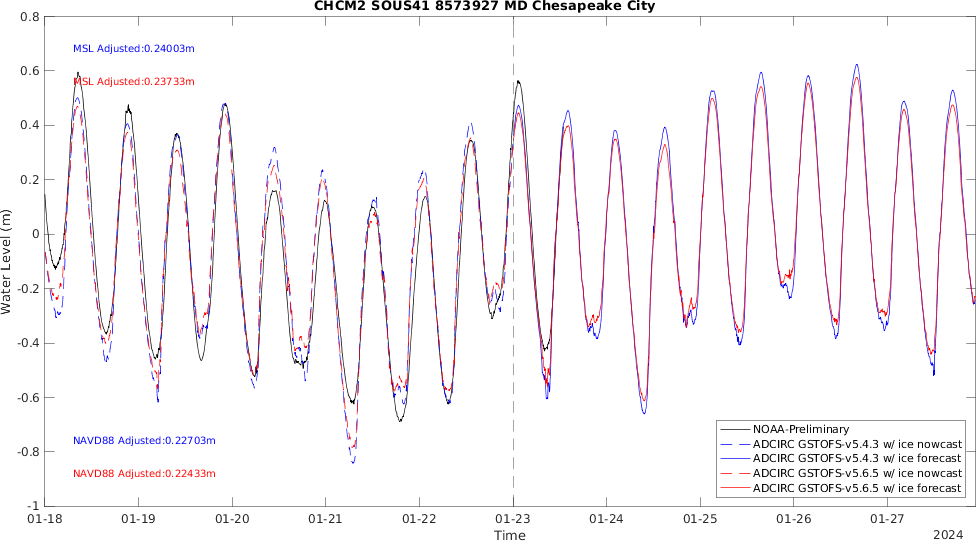 CHCM2 SOUS41 8573927 MD Chesapeake City
0.8
0.6
0.4
0.2
0
-0.2
-0.4
-0.6
-0.8
-1
Water Level (m)
MSL Adjusted:0.24003m
MSL Adjusted:0.23733m
NAVD88 Adjusted:0.22703m
NAVD88 Adjusted:0.22433m
NOAA-Preliminary
ADCIRC GSTOFS-v5.4.3 w/ ice nowcast
ADCIRC GSTOFS-v5.4.3 w/ ice forecast
ADCIRC GSTOFS-v5.6.5 w/ ice nowcast
ADCIRC GSTOFS-v5.6.5 w/ ice forecast
01-18 01-19 01-20 01-21 01-22 01-23 01-24 01-25 01-26 01-27
Time
2024